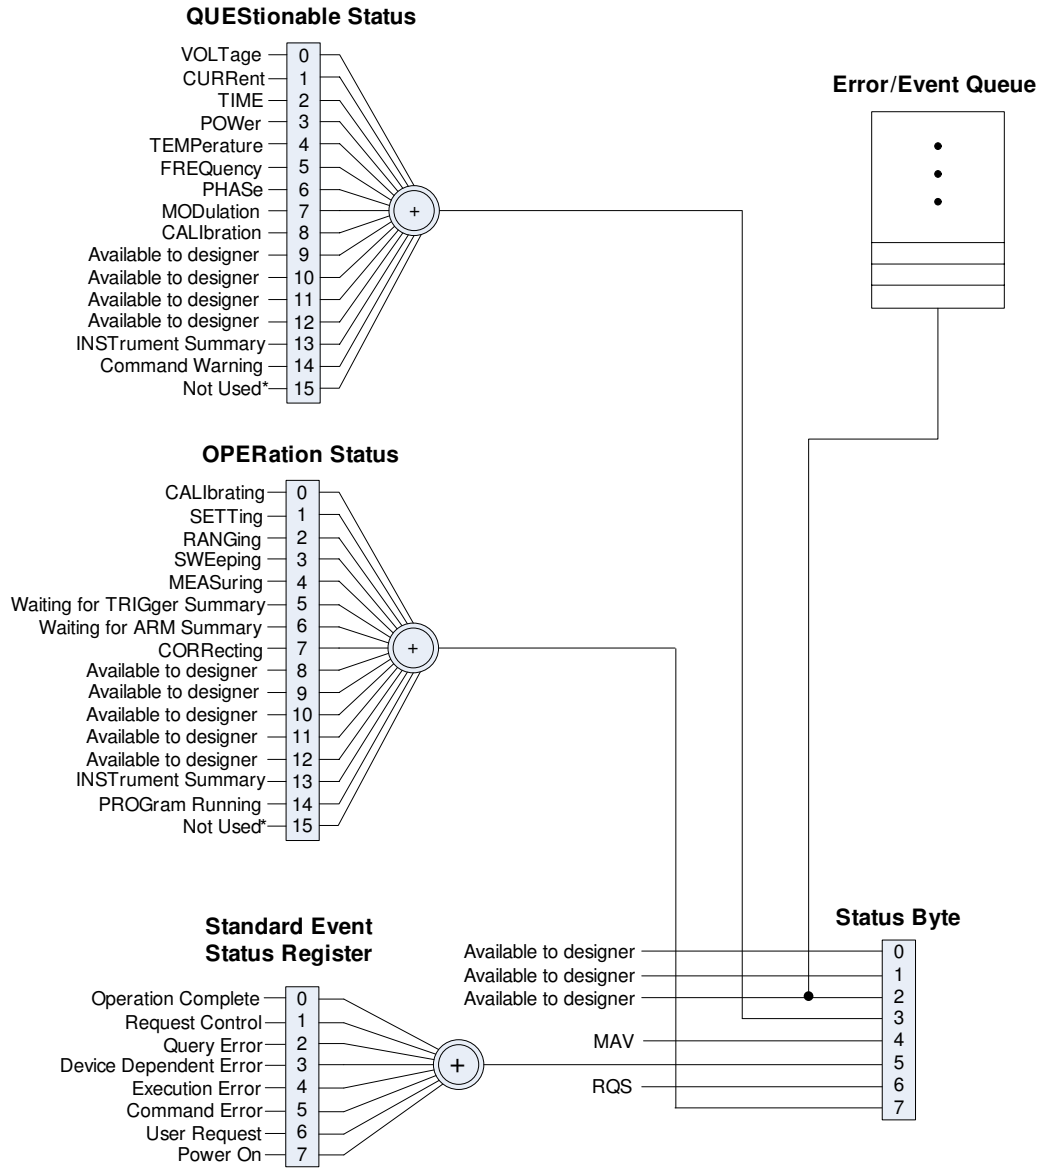 QUEStionable Status
VOLTage 0
CURRent 1
TIME 2
POWer 3
TEMPerature 4
FREQuency 5
PHASe 6
MODulation 7
CALIbration 8
Available to designer 9
Available to designer 10
Available to designer 11
Available to designer 12
INSTrument Summary 13
Command Warning 14
Not Used* 15
+
Error/Event Queue
OPERation Status
CALIbrating 0
SETTing 1
RANGing 2
SWEeping 3
MEASuring 4
Waiting for TRIGger Summary 5
Waiting for ARM Summary 6
CORRecting 7
Available to designer 8
Available to designer 9
Available to designer 10
Available to designer 11
Available to designer 12
INSTrument Summary 13
PROGram Running 14
Not Used* 15
+
Standard Event
Status Register
Operation Complete 0
Request Control 1
Query Error 2
Device Dependent Error 3
Execution Error 4
Command Error 5
User Request 6
Power On 7
+
Status Byte
Available to designer 0
Available to designer 1
Available to designer 2
3
MAV 4
5
RQS 6
7